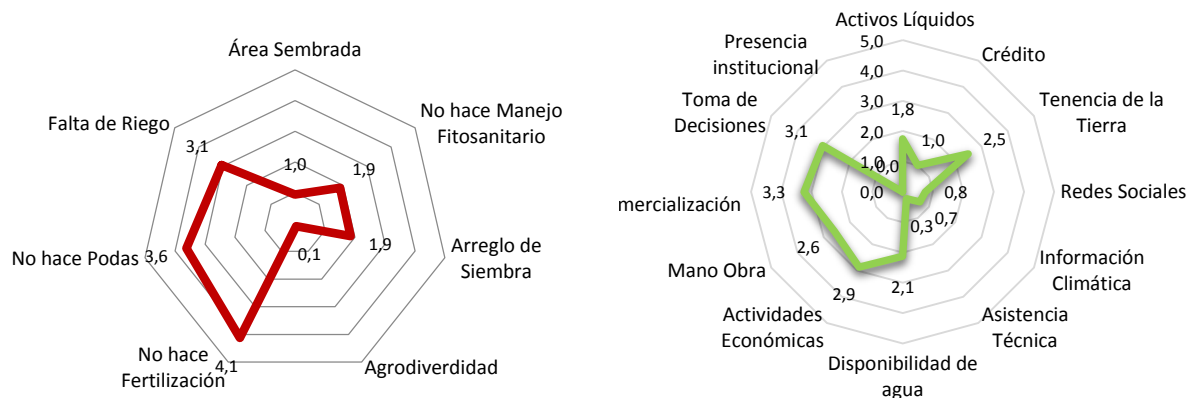 Área Sembrada
No hace Manejo
Fitosanitario
Arreglo de
Siembra
Agrodiverdidad
No hace
Fertilización
No hace Podas
Falta de Riego
1,0
1,9
1,9
0,1
4,1
3,6
3,1
Activos Líquidos
Crédito
Tenencia de la
Tierra
Redes Sociales
Información
Climática
Asistencia
Técnica
Disponibilidad de
agua
Actividades
Económicas
Mano Obra
mercialización
Toma de
Decisiones
Presencia
institucional
5,0
4,0
3,0
2,0
1,0
0,0
1,8
1,0
2,5
0,8
0,7
0,3
2,1
2,9
2,6
3,3
3,1
0,0